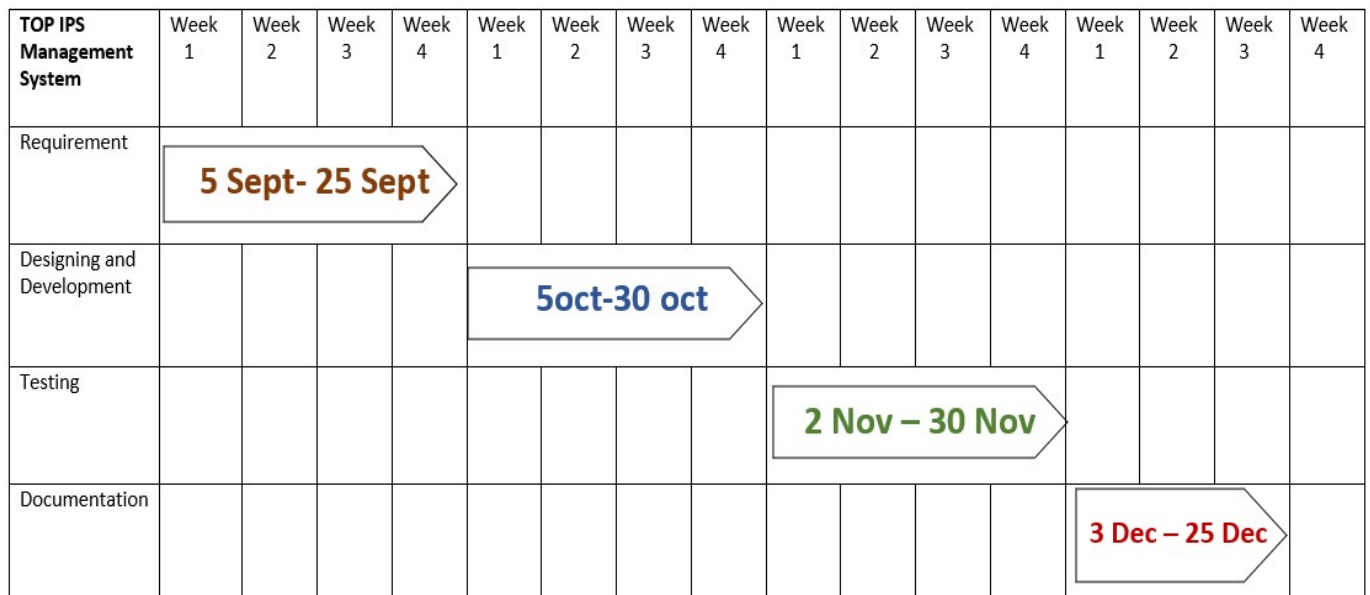 TOP IPS Week Week Week Week Week Week Week Week Week Week Week Week Week Week Week Week
Management 1 2 3 4 1 2 3 4 1 2 3 4 1 2 3 4
System
Requirement
5 Sept- 25 Sept
Designing and
Development
5oct-30 oct
Testing
2 Nov – 30 Nov
Documentation
3 Dec – 25 Dec